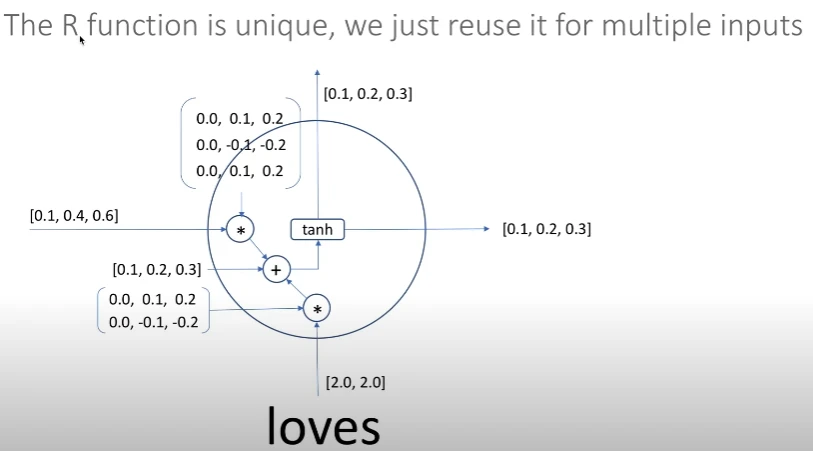 The R function is unique, we just reuse it for multiple inputs
[0.1, 0.2, 0.3]
0.0, 0.1, 0.2
0.0, -0.1, -0.2
0.0, 0.1, 0.2
[0.1, 0.4, 0.6]
*
tanh
[0.1, 0.2, 0.3]
[0.1, 0.2, 0.3]
+
0.0, 0.1, 0.2
0.0, -0.1, -0.2
*
[2.0, 2.0]
loves